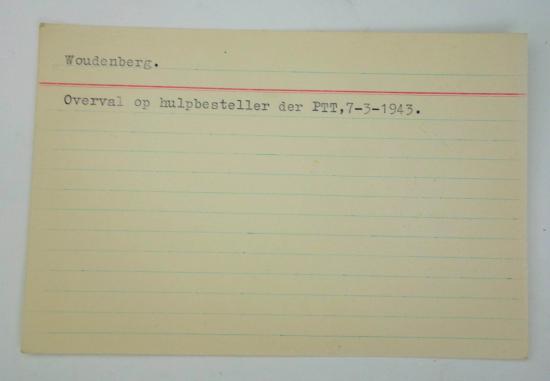 Woudenberg.
Overval op hulpbesteller der PTT,7-3-1943.